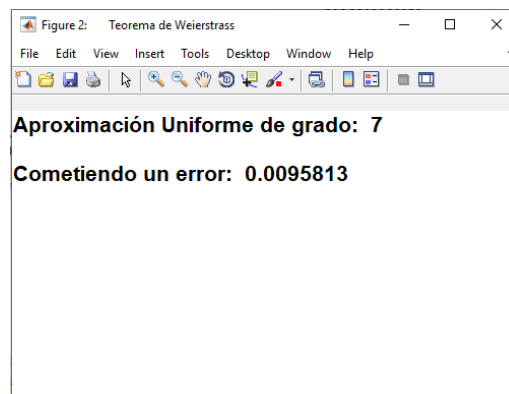 Figure 2: Teorema de Weierstrass
File Edit View Insert Tools Desktop Window Help
Aproximación Uniforme de grado: 7
Cometiendo un error: 0.0095813